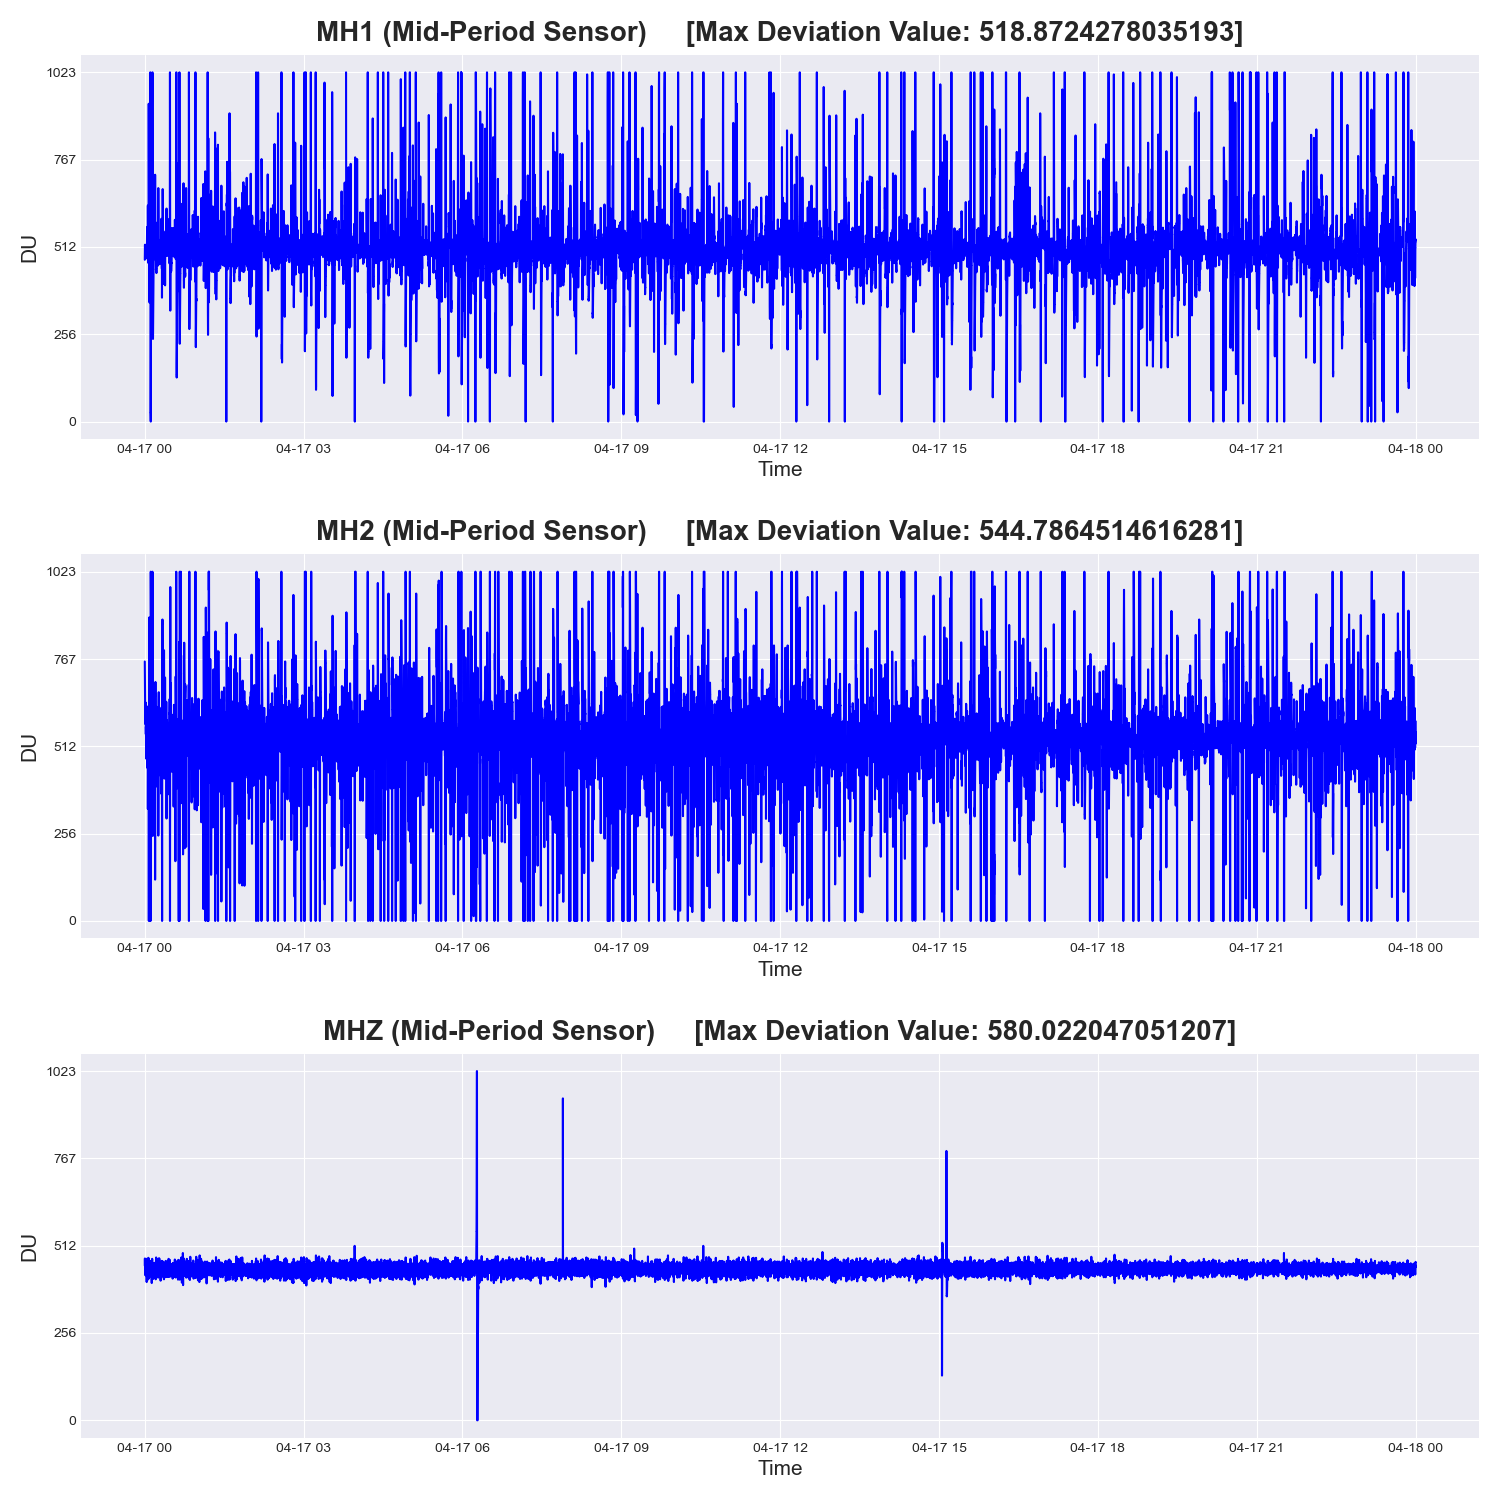 MH1 (Mid-Period Sensor) [Max Deviation Value: 518.8724278035193]
1023
767
512
256
0
DU
04-17 00 04-17 03 04-17 06 04-17 09 04-17 12 04-17 15 04-17 18 04-17 21 04-18 00
Time
MH2 (Mid-Period Sensor) [Max Deviation Value: 544.7864514616281]
1023
767
512
256
0
DU
04-17 00 04-17 03 04-17 06 04-17 09 04-17 12 04-17 15 04-17 18 04-17 21 04-18 00
Time
MHZ (Mid-Period Sensor) [Max Deviation Value: 580.022047051207]
1023
767
512
256
0
DU
04-17 00 04-17 03 04-17 06 04-17 09 04-17 12 04-17 15 04-17 18 04-17 21 04-18 00
Time